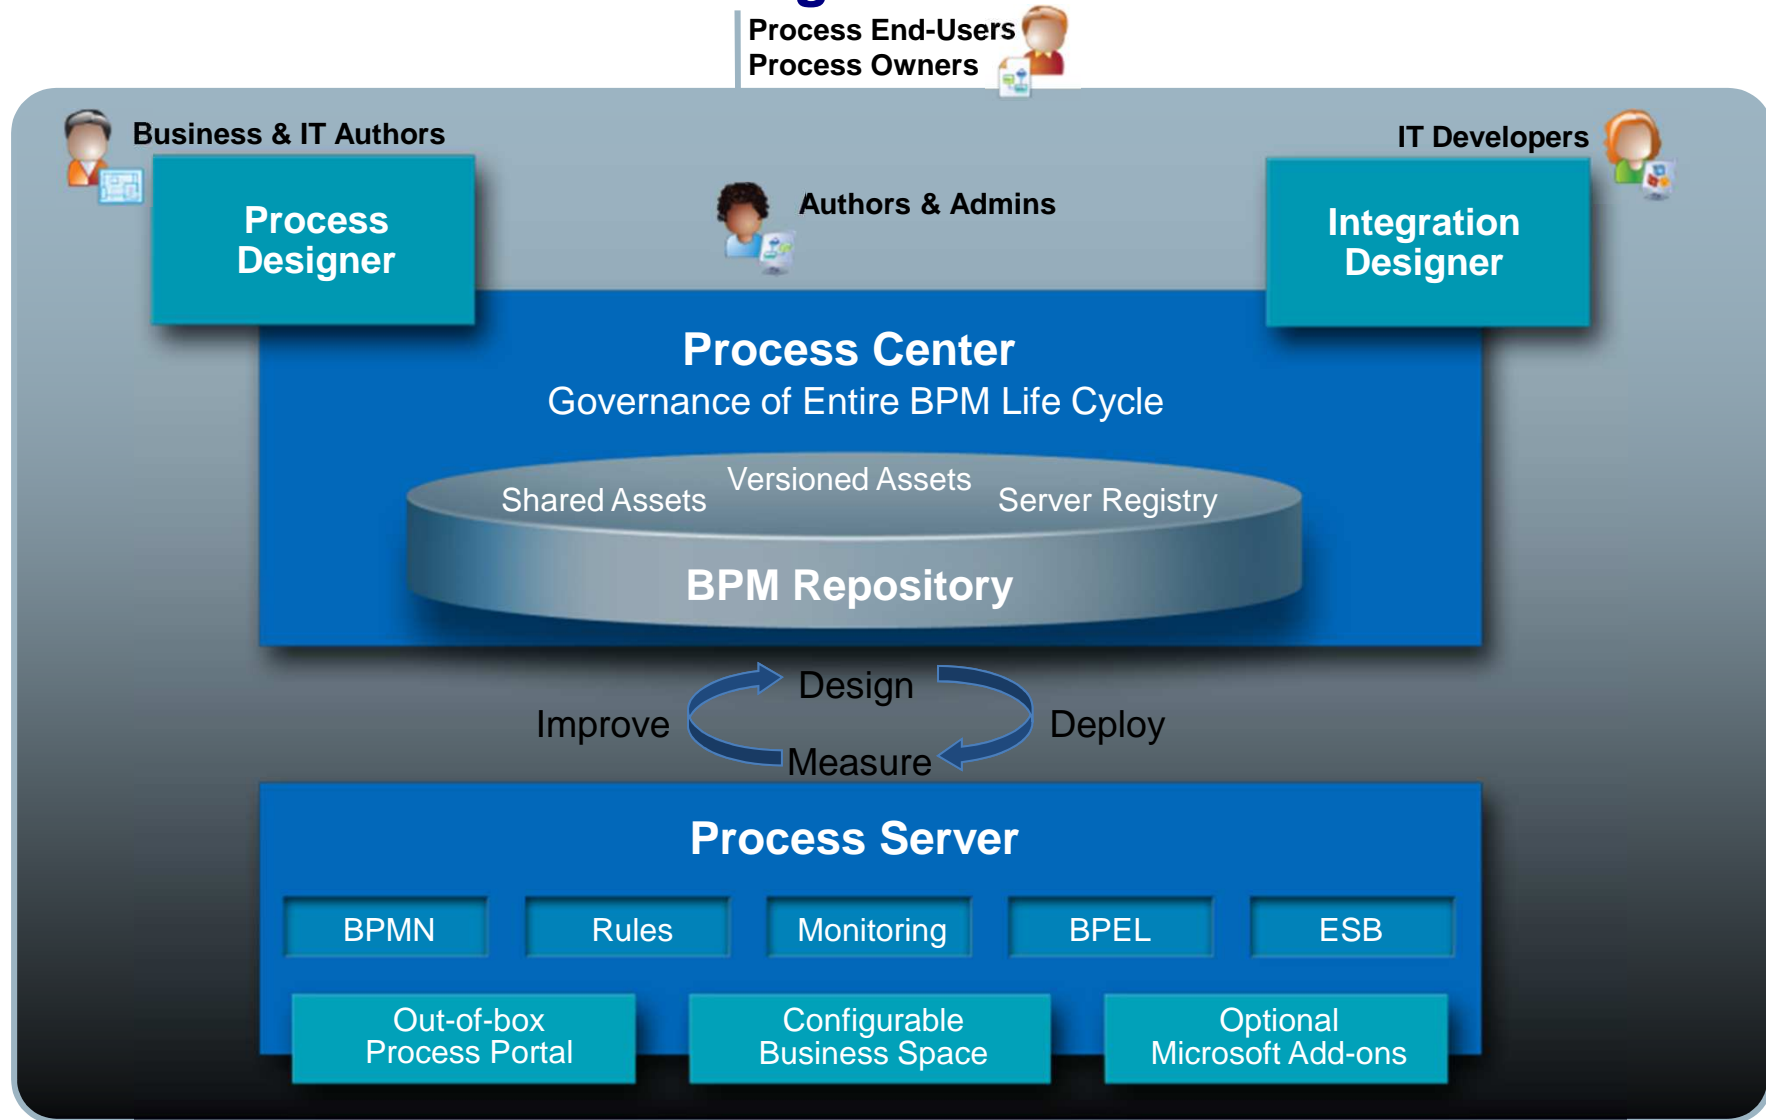 Process End-Users
Process Owners
Business & IT Authors
IT Developers
Process
Designer
Authors & Admins
Integration
Designer
Process Center
Governance of Entire BPM Life Cycle
Shared Assets
Versioned Assets
Server Registry
BPM Repository
Design
Improve
Deploy
Measure
Process Server
BPMN
Rules
Monitoring
BPEL
ESB
Out-of-box
Process Portal
Configurable
Business Space
Optional
Microsoft Add-ons